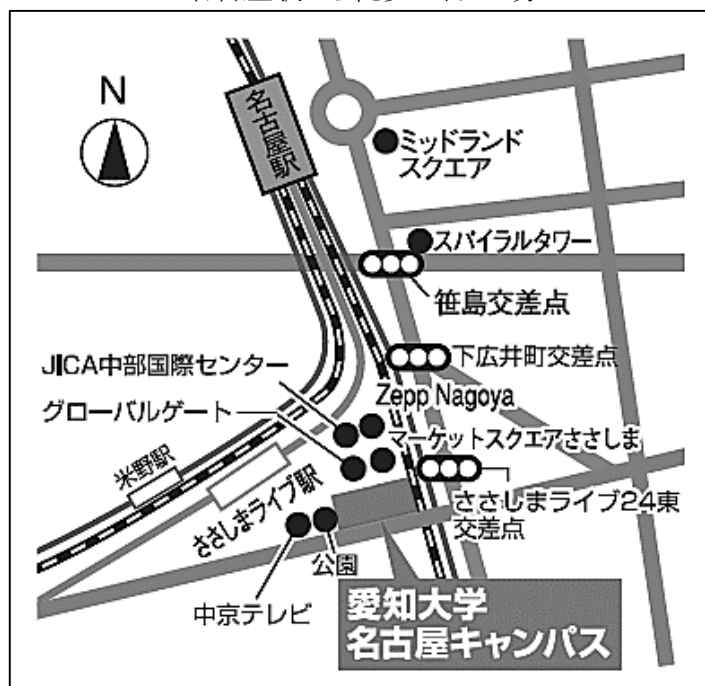 N
名古屋駅
ミッドランド
スクエア
スパイラルタワー
笹島交差点
下広井町交差点
JICA中部国際センター
Zepp Nagoya
グローバルゲート
マーケットスクエアささしま
米野駅
ささしまライブ駅
ささしまライブ24東
交差点
公園
中京テレビ
愛知大学
名古屋キャンパス